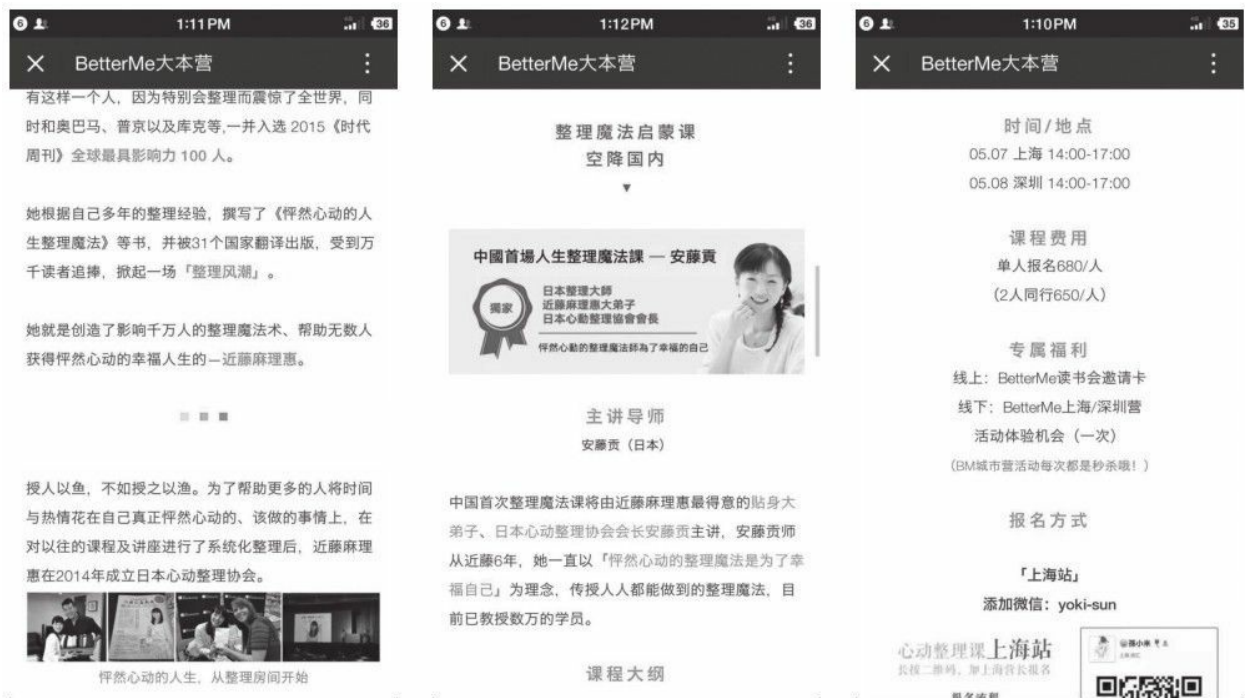 6 1:11PM 4G 36
× BetterMe大本营
有这样一个人，因为特别会整理而震惊了全世界，同
时和奥巴马、普京以及库克等,一并入选 2015《时代
周刊》全球最具影响力 100 人。
她根据自己多年的整理经验，撰写了《怦然心动的人
生整理魔法》等书，并被31个国家翻译出版，受到万
千读者追捧，掀起一场「整理风潮」。
她就是创造了影响千万人的整理魔法术、帮助无数人
获得怦然心动的幸福人生的—近藤麻理惠。
授人以鱼，不如授之以渔。为了帮助更多的人将时间
与热情花在自己真正怦然心动的、该做的事情上，在
对以往的课程及讲座进行了系统化整理后，近藤麻理
惠在2014年成立日本心动整理协会。
怦然心动的人生，从整理房间开始
6 1:12PM 4G 36
× BetterMe大本营
整理魔法启蒙课
空降国内
▼
中國首場人生整理魔法課 — 安藤貢
獨家
日本整理大師
近藤麻理惠大弟子
日本心動整理協會會長
怦然心動的整理魔法師為了幸福的自己
主讲导师
安藤贡（日本）
中国首次整理魔法课将由近藤麻理惠最得意的贴身大
弟子、日本心动整理协会会长安藤贡主讲，安藤贡师
从近藤6年，她一直以「怦然心动的整理魔法是为了幸
福自己」为理念，传授人人都能做到的整理魔法，目
前已教授数万的学员。
课程大纲
6 1:10PM 4G 35
× BetterMe大本营
时间/地点
05.07 上海 14:00-17:00
05.08 深圳 14:00-17:00
课程费用
单人报名680/人
（2人同行650/人）
专属福利
线上：BetterMe读书会邀请卡
线下：BetterMe上海/深圳营
活动体验机会（一次）
（BM城市营活动每次都是秒杀哦！）
报名方式
「上海站」
添加微信：yoki-sun
心动整理课上海站
长按二维码，加上海营长报名